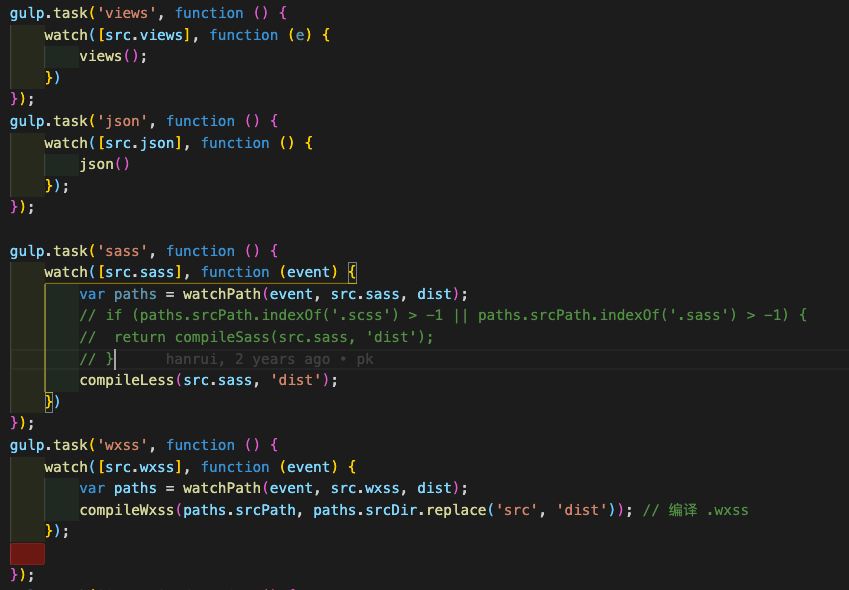 gulp.task('views', function () {
    watch([src.views], function (e) {
        views();
    })
});
gulp.task('json', function () {
    watch([src.json], function () {
        json()
    });
});
gulp.task('sass', function () {
    watch([src.sass], function (event) {
        var paths = watchPath(event, src.sass, dist);
        // if (paths.srcPath.indexOf('.scss') > -1 || paths.srcPath.indexOf('.sass') > -1) {
        //  return compileSass(src.sass, 'dist');
        // }      hanrui, 2 years ago • pk
        compileLess(src.sass, 'dist');
    })
});
gulp.task('wxss', function () {
    watch([src.wxss], function (event) {
        var paths = watchPath(event, src.wxss, dist);
        compileWxss(paths.srcPath, paths.srcDir.replace('src', 'dist')); // 编译 .wxss
    });
});